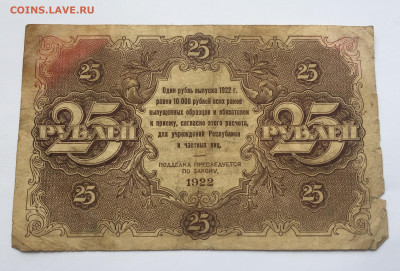 COINS.LAVE.RU
25 25
Один рубль выпуска 1922 г.
равен 10 000 рублей всех ранее
выпущенных образцов и обязателен
к приему, согласно этого расчета,
для учреждений Республики
и частных лиц.
25 РУБЛЕЙ 25 РУБЛЕЙ
ПОДДЕЛКА ПРЕСЛЕДУЕТСЯ
ПО ЗАКОНУ.
1922
25 25
25